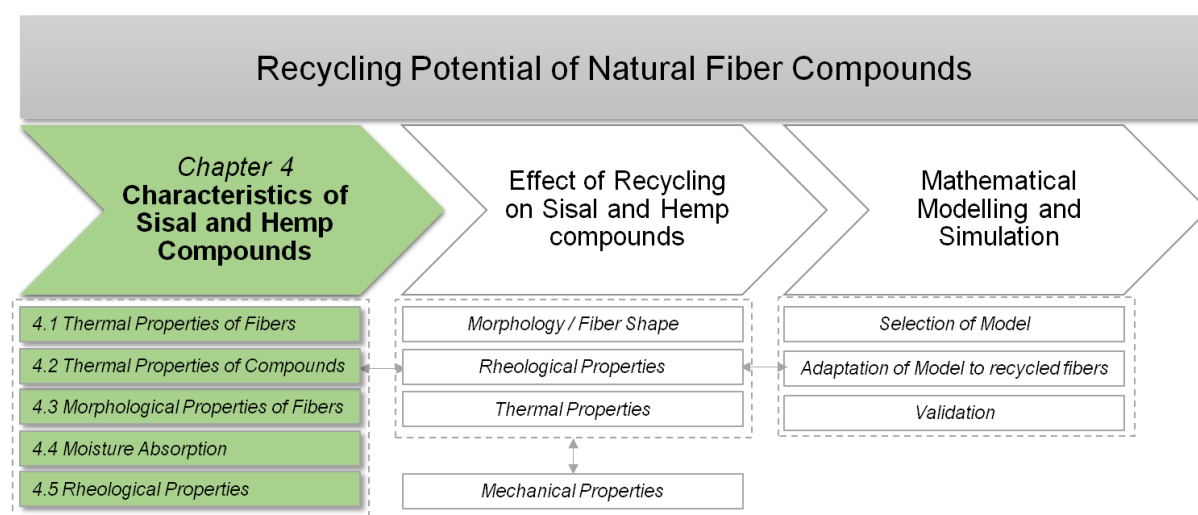 Recycling Potential of Natural Fiber Compounds
Chapter 4
Characteristics of
Sisal and Hemp
Compounds
4.1 Thermal Properties of Fibers
4.2 Thermal Properties of Compounds
4.3 Morphological Properties of Fibers
4.4 Moisture Absorption
4.5 Rheological Properties
Effect of Recycling
on Sisal and Hemp
compounds
Morphology / Fiber Shape
Rheological Properties
Thermal Properties
Mechanical Properties
Mathematical
Modelling and
Simulation
Selection of Model
Adaptation of Model to recycled fibers
Validation